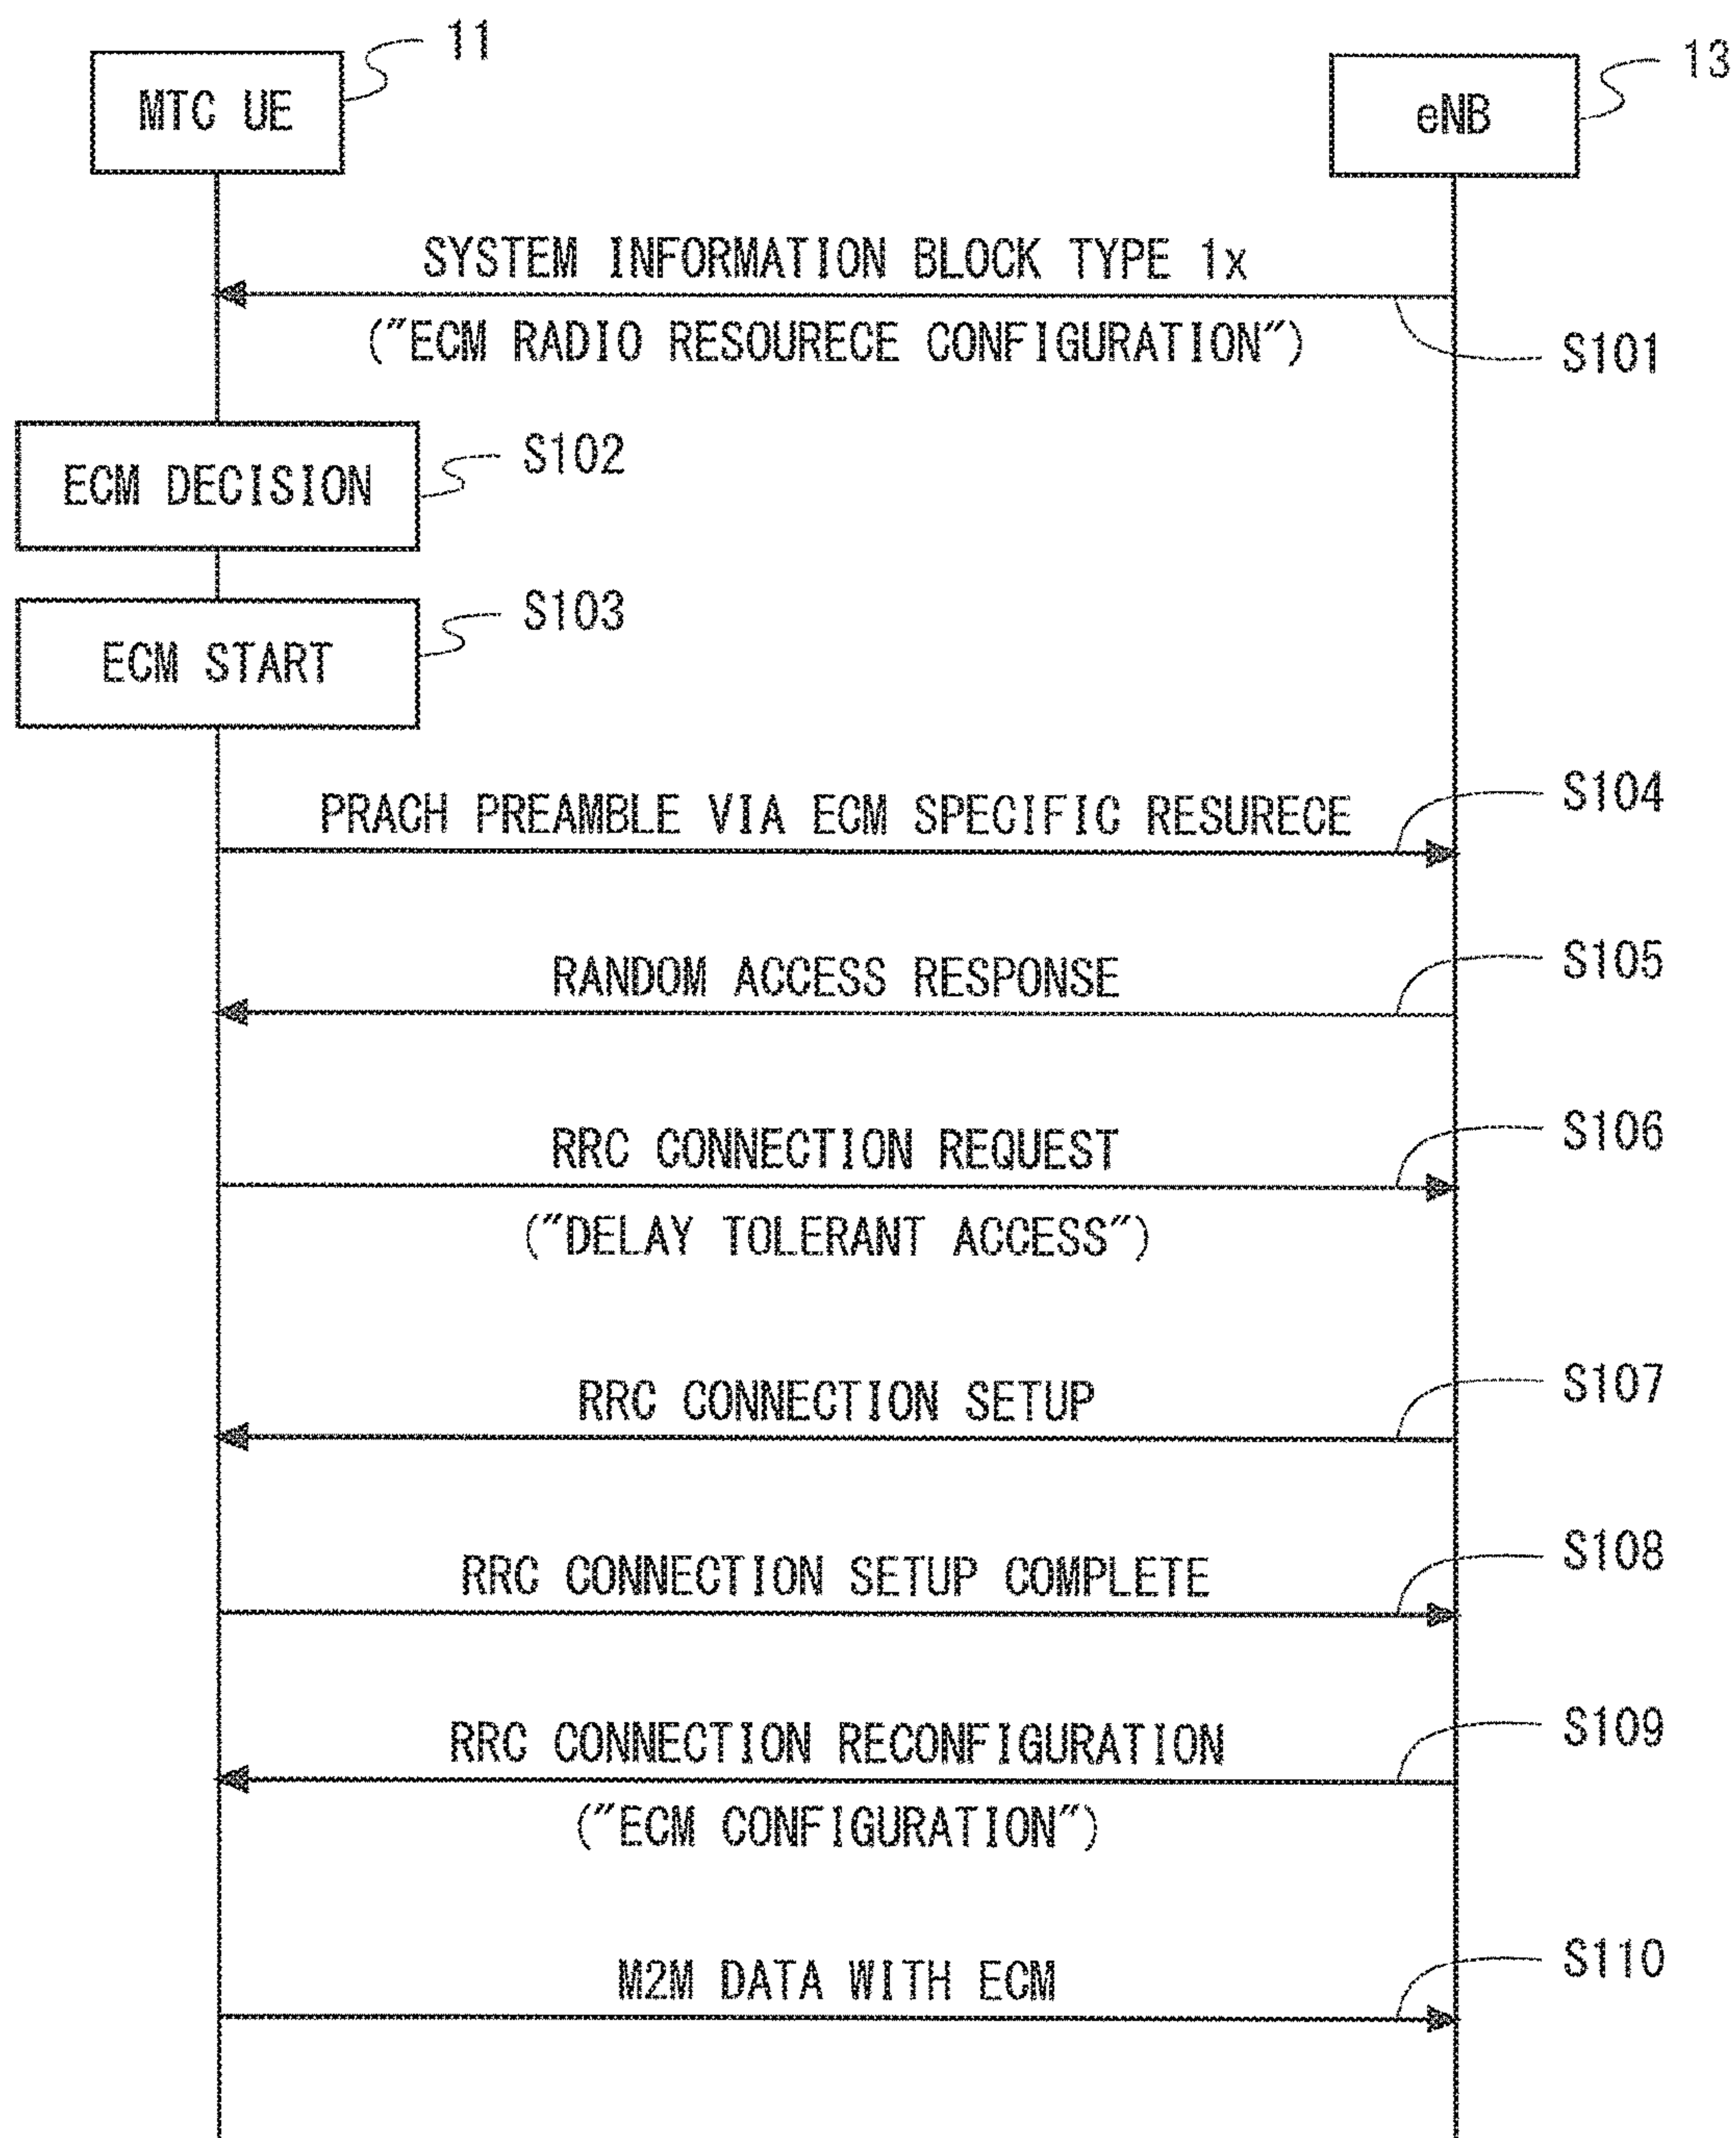 11
MTC UE
13
eNB
SYSTEM INFORMATION BLOCK TYPE 1x
("ECM RADIO RESOURECE CONFIGURATION")
S101
ECM DECISION
S102
ECM START
S103
PRACH PREAMBLE VIA ECM SPECIFIC RESURECE
S104
RANDOM ACCESS RESPONSE
S105
RRC CONNECTION REQUEST
("DELAY TOLERANT ACCESS")
S106
RRC CONNECTION SETUP
S107
RRC CONNECTION SETUP COMPLETE
S108
RRC CONNECTION RECONFIGURATION
("ECM CONFIGURATION")
S109
M2M DATA WITH ECM
S110